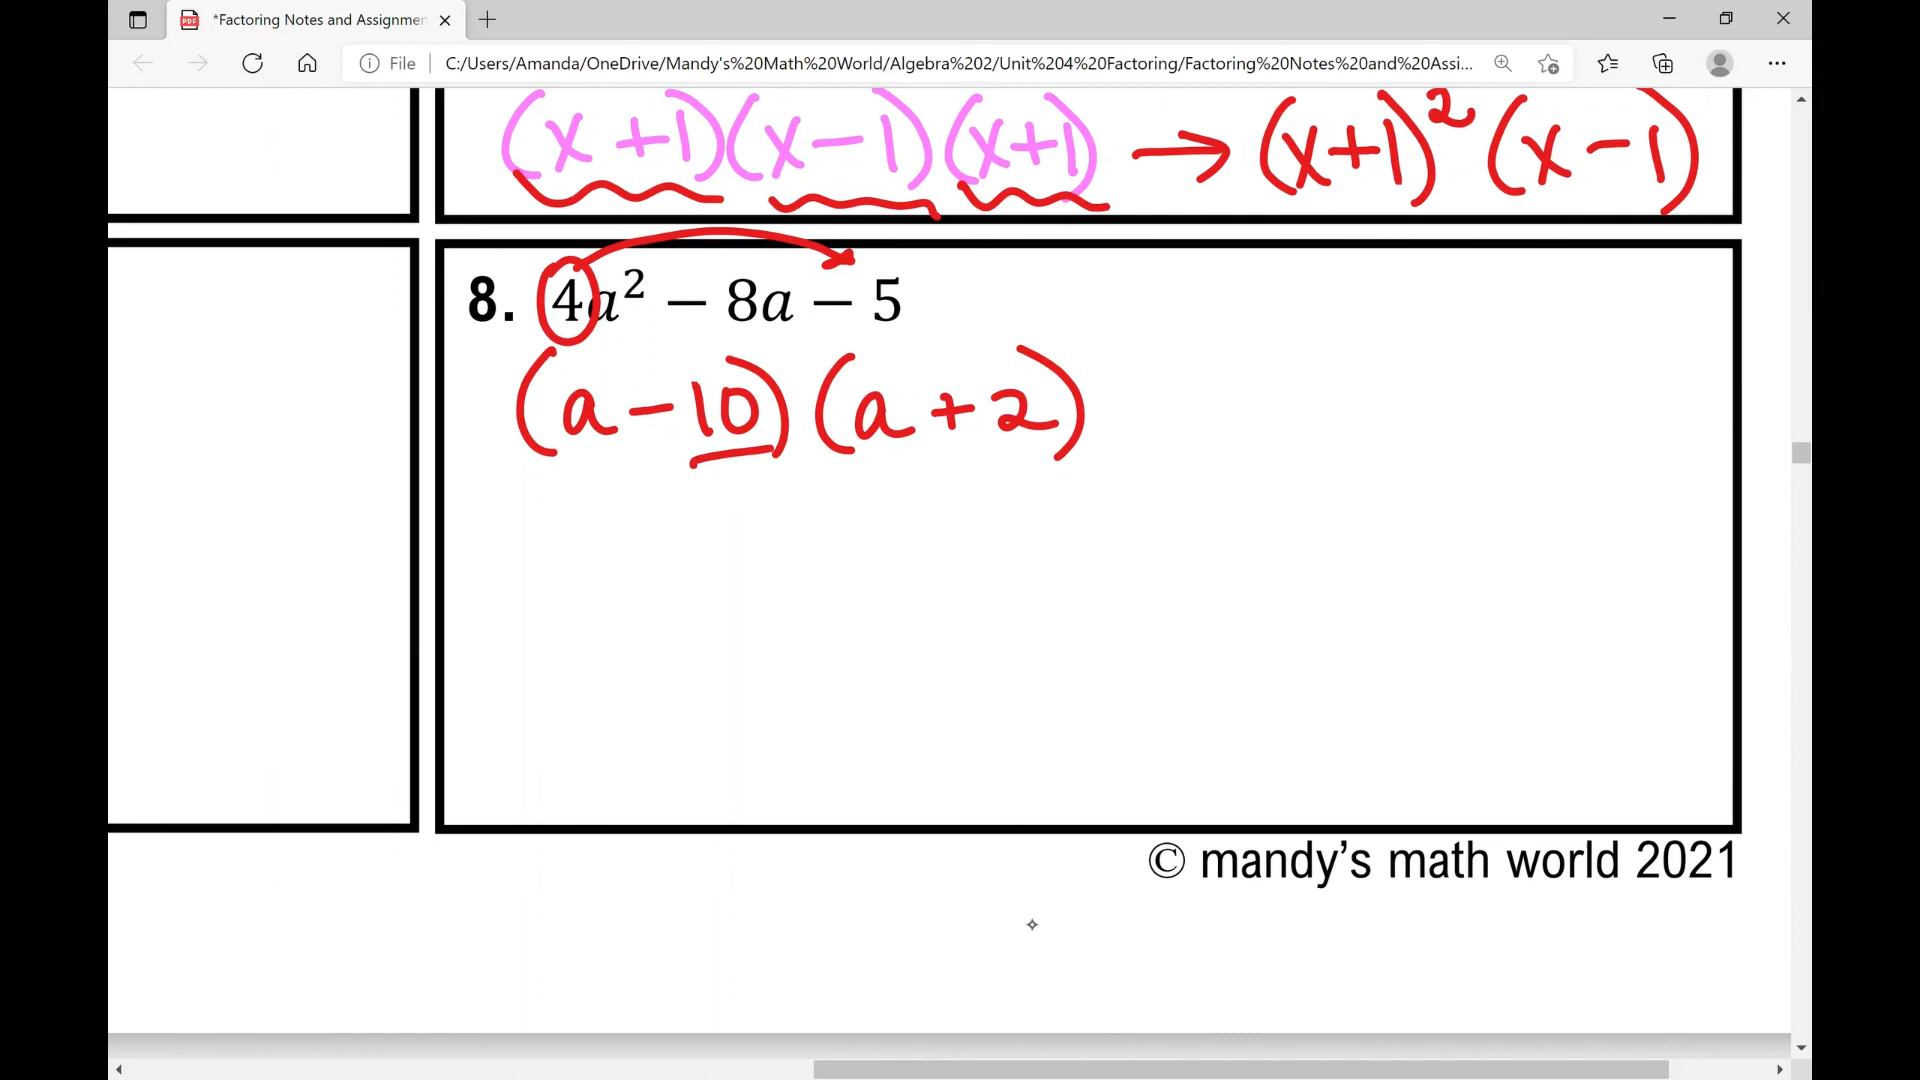 *Factoring Notes and Assignmen
File C:/Users/Amanda/OneDrive/Mandy's%20Math%20World/Algebra%202/Unit%204%20Factoring/Factoring%20Notes%20and%20Assi...
(x+1)(x-1)(x+1) → (x+1)² (x-1)
8. 4a² − 8a − 5
(a-10)(a+2)
© mandy's math world 2021